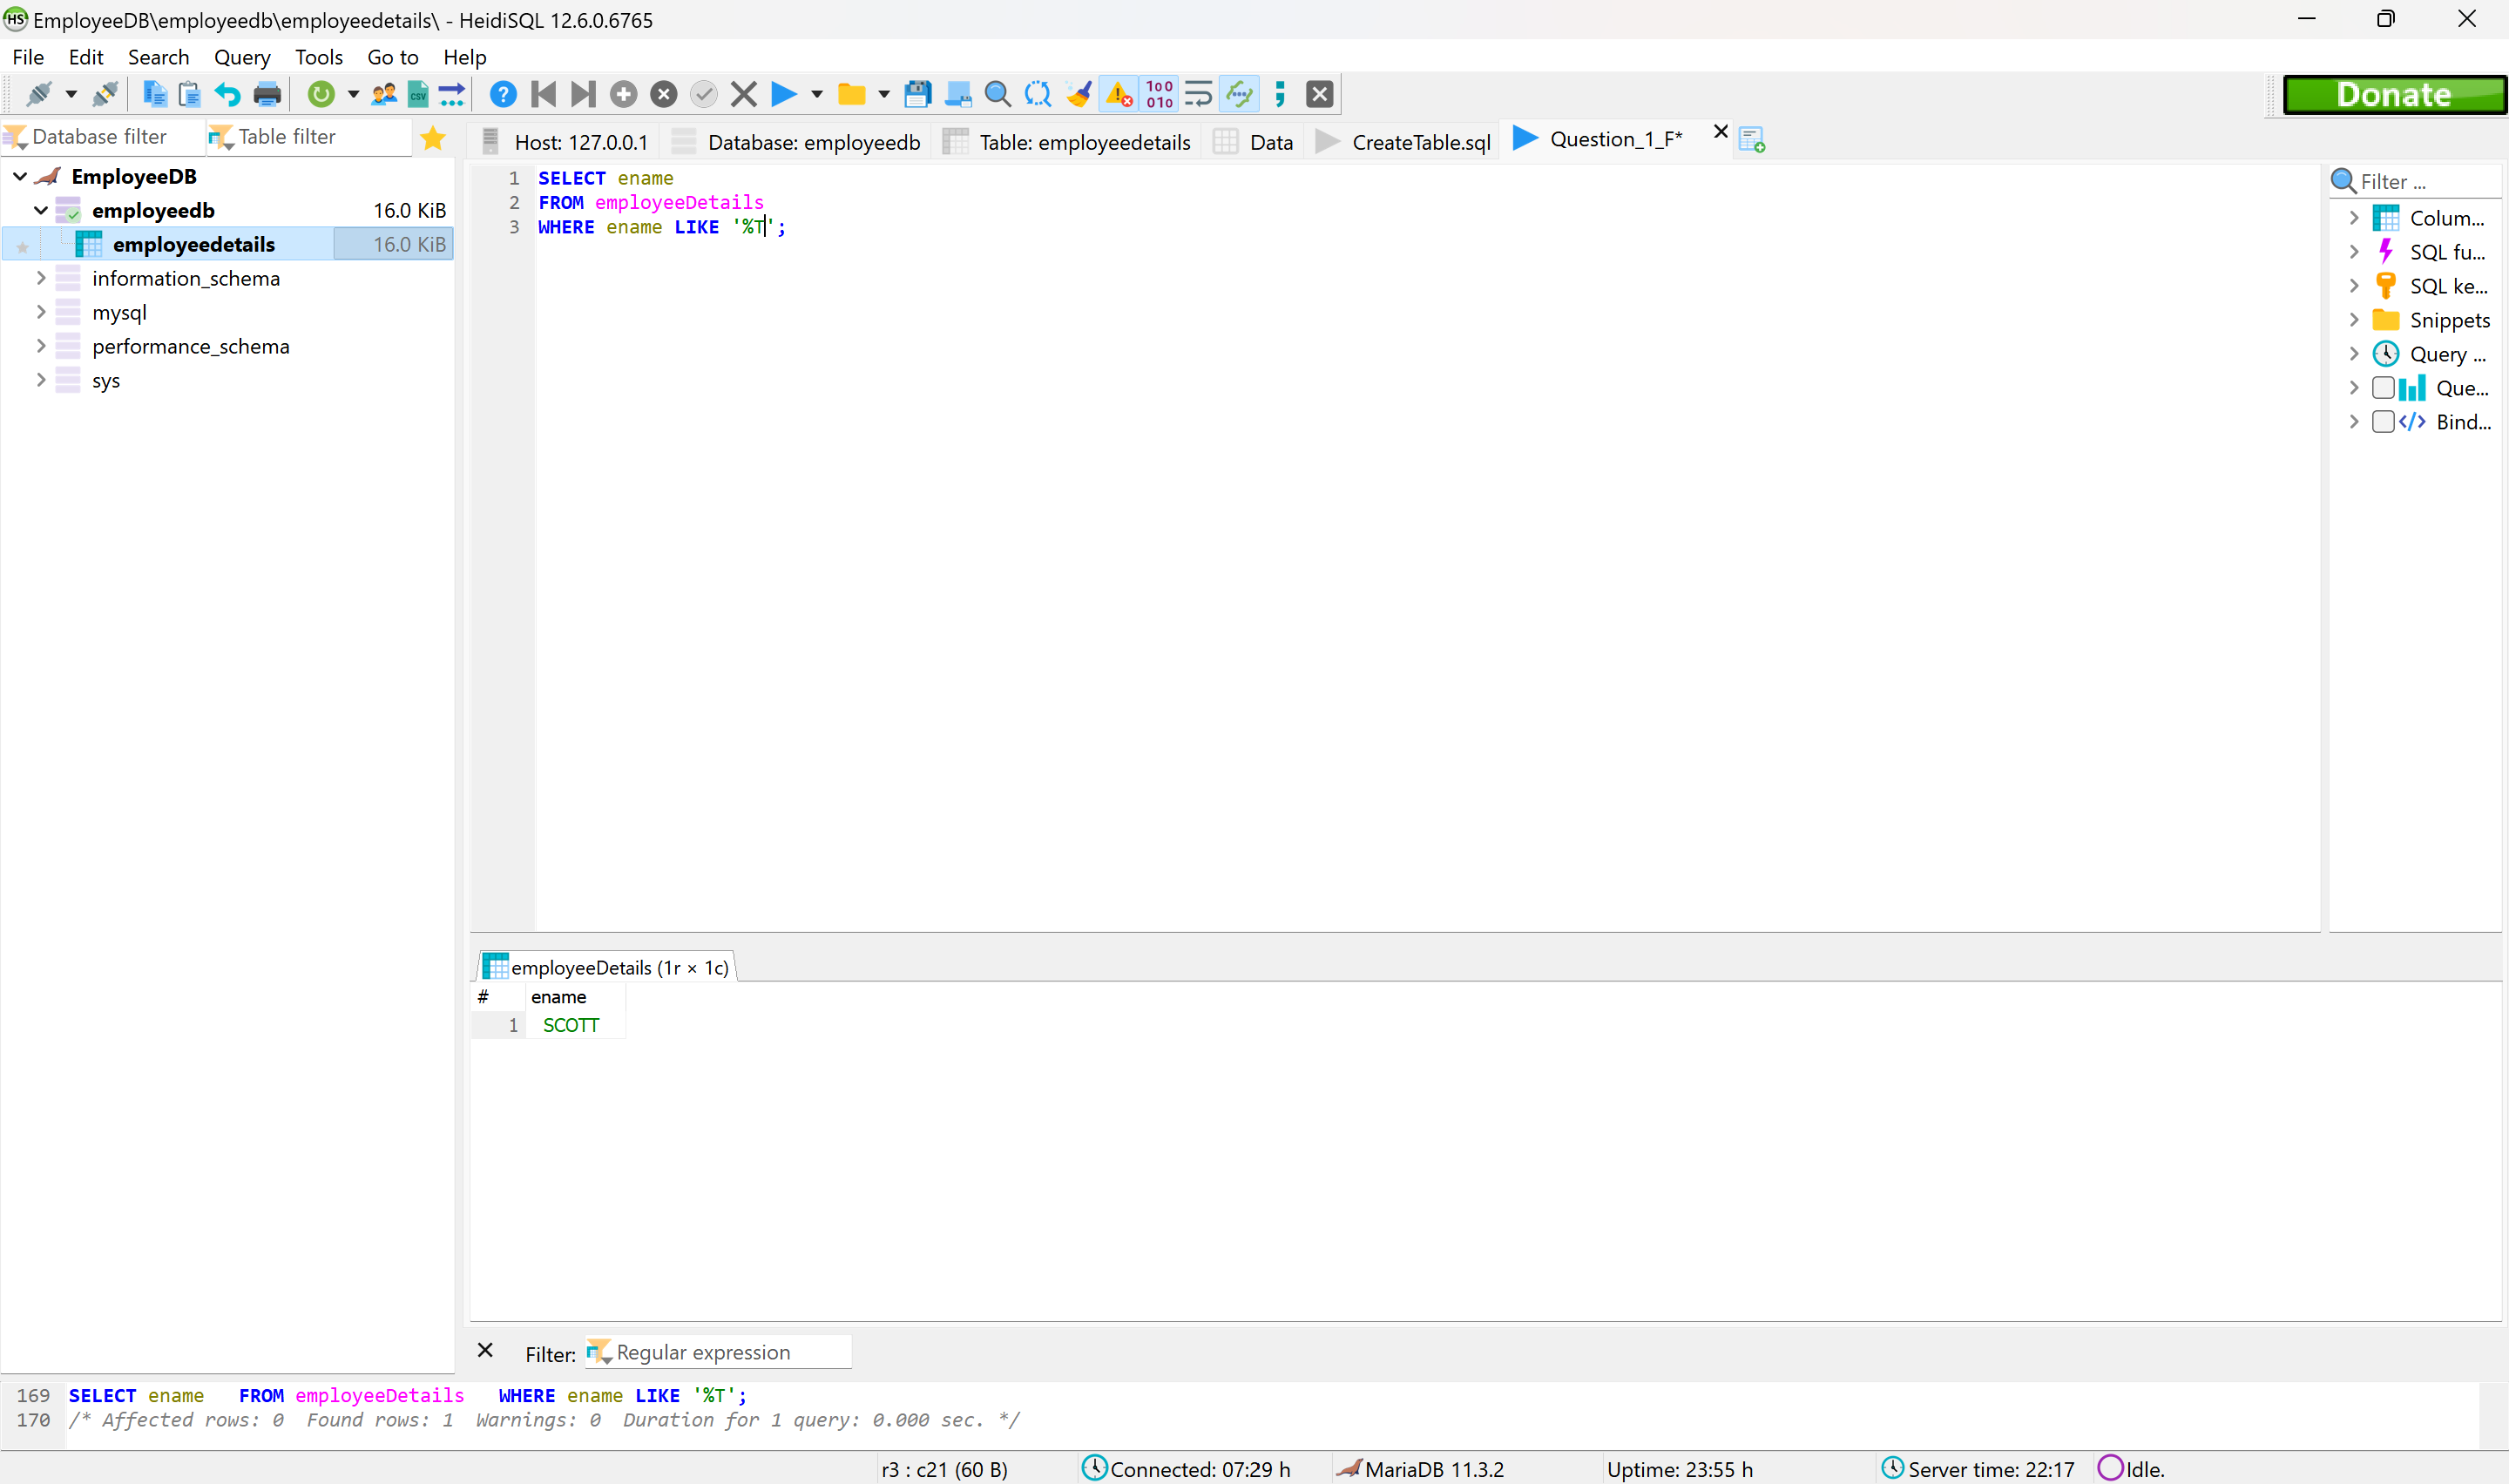 HS EmployeeDB\employeedb\employeedetails\ - HeidiSQL 12.6.0.6765
File Edit Search Query Tools Go to Help
Donate
Database filter Table filter
Host: 127.0.0.1 Database: employeedb Table: employeedetails Data CreateTable.sql Question_1_F*
EmployeeDB
employeedb 16.0 KiB
employeedetails 16.0 KiB
information_schema
mysql
performance_schema
sys
1 SELECT ename
2 FROM employeeDetails
3 WHERE ename LIKE '%T';
Filter ...
Colum...
SQL fu...
SQL ke...
Snippets
Query ...
Que...
Bind...
employeeDetails (1r × 1c)
# ename
1 SCOTT
Filter: Regular expression
169 SELECT ename FROM employeeDetails WHERE ename LIKE '%T';
170 /* Affected rows: 0 Found rows: 1 Warnings: 0 Duration for 1 query: 0.000 sec. */
r3 : c21 (60 B) Connected: 07:29 h MariaDB 11.3.2 Uptime: 23:55 h Server time: 22:17 Idle.